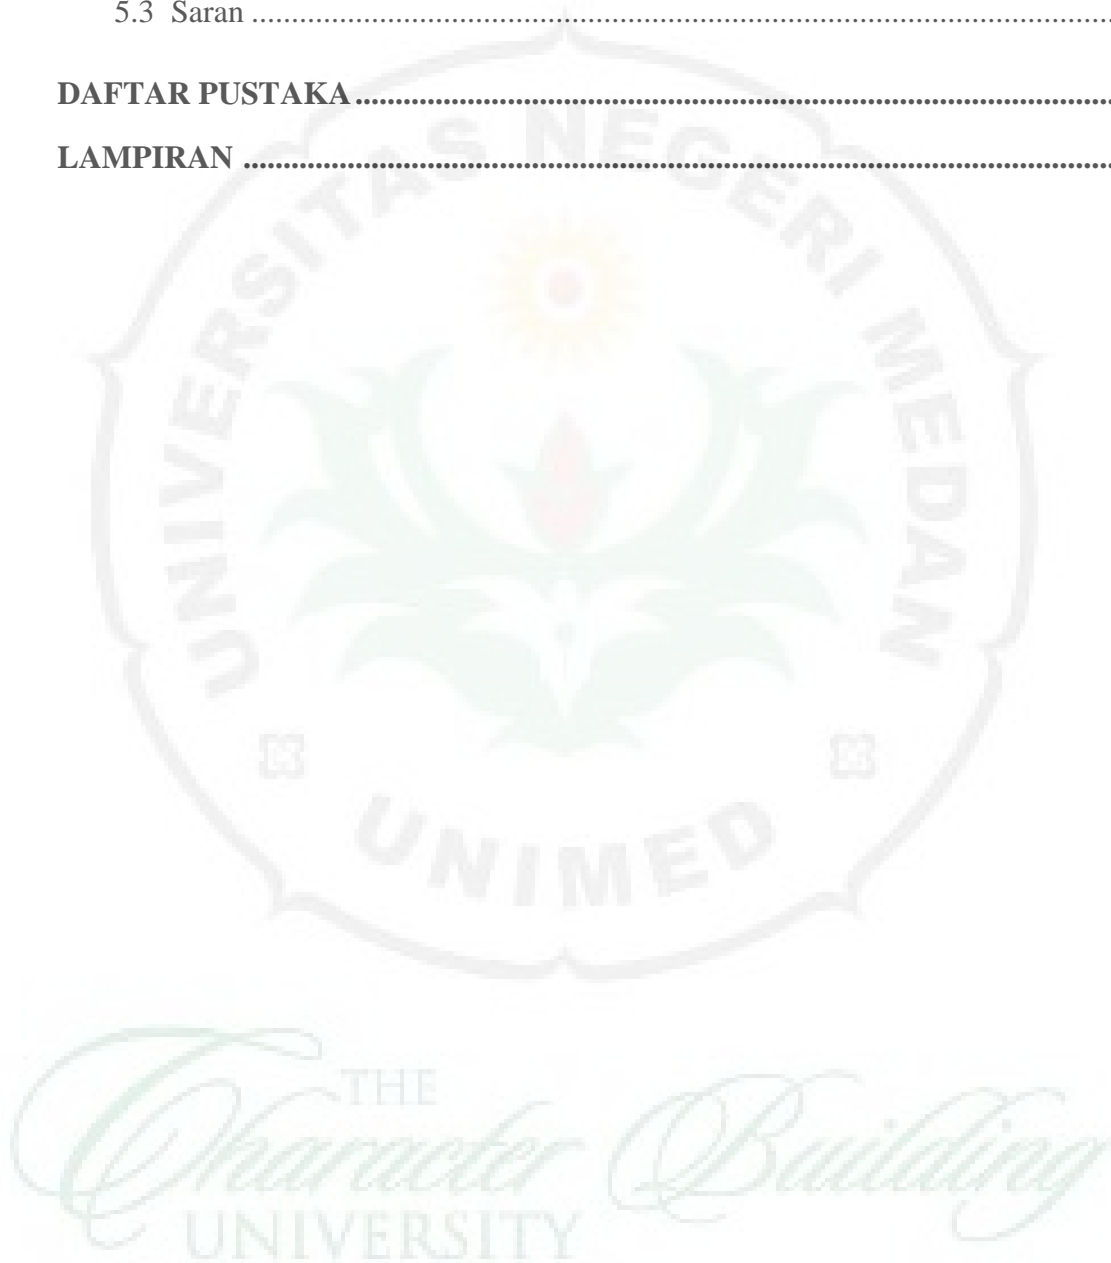 5.3 Saran ........................................................................................................
DAFTAR PUSTAKA ........................................................................................................
LAMPIRAN ........................................................................................................
UNIVERSITAS NEGERI MEDAN
UNIMED
THE
Character Building
UNIVERSITY